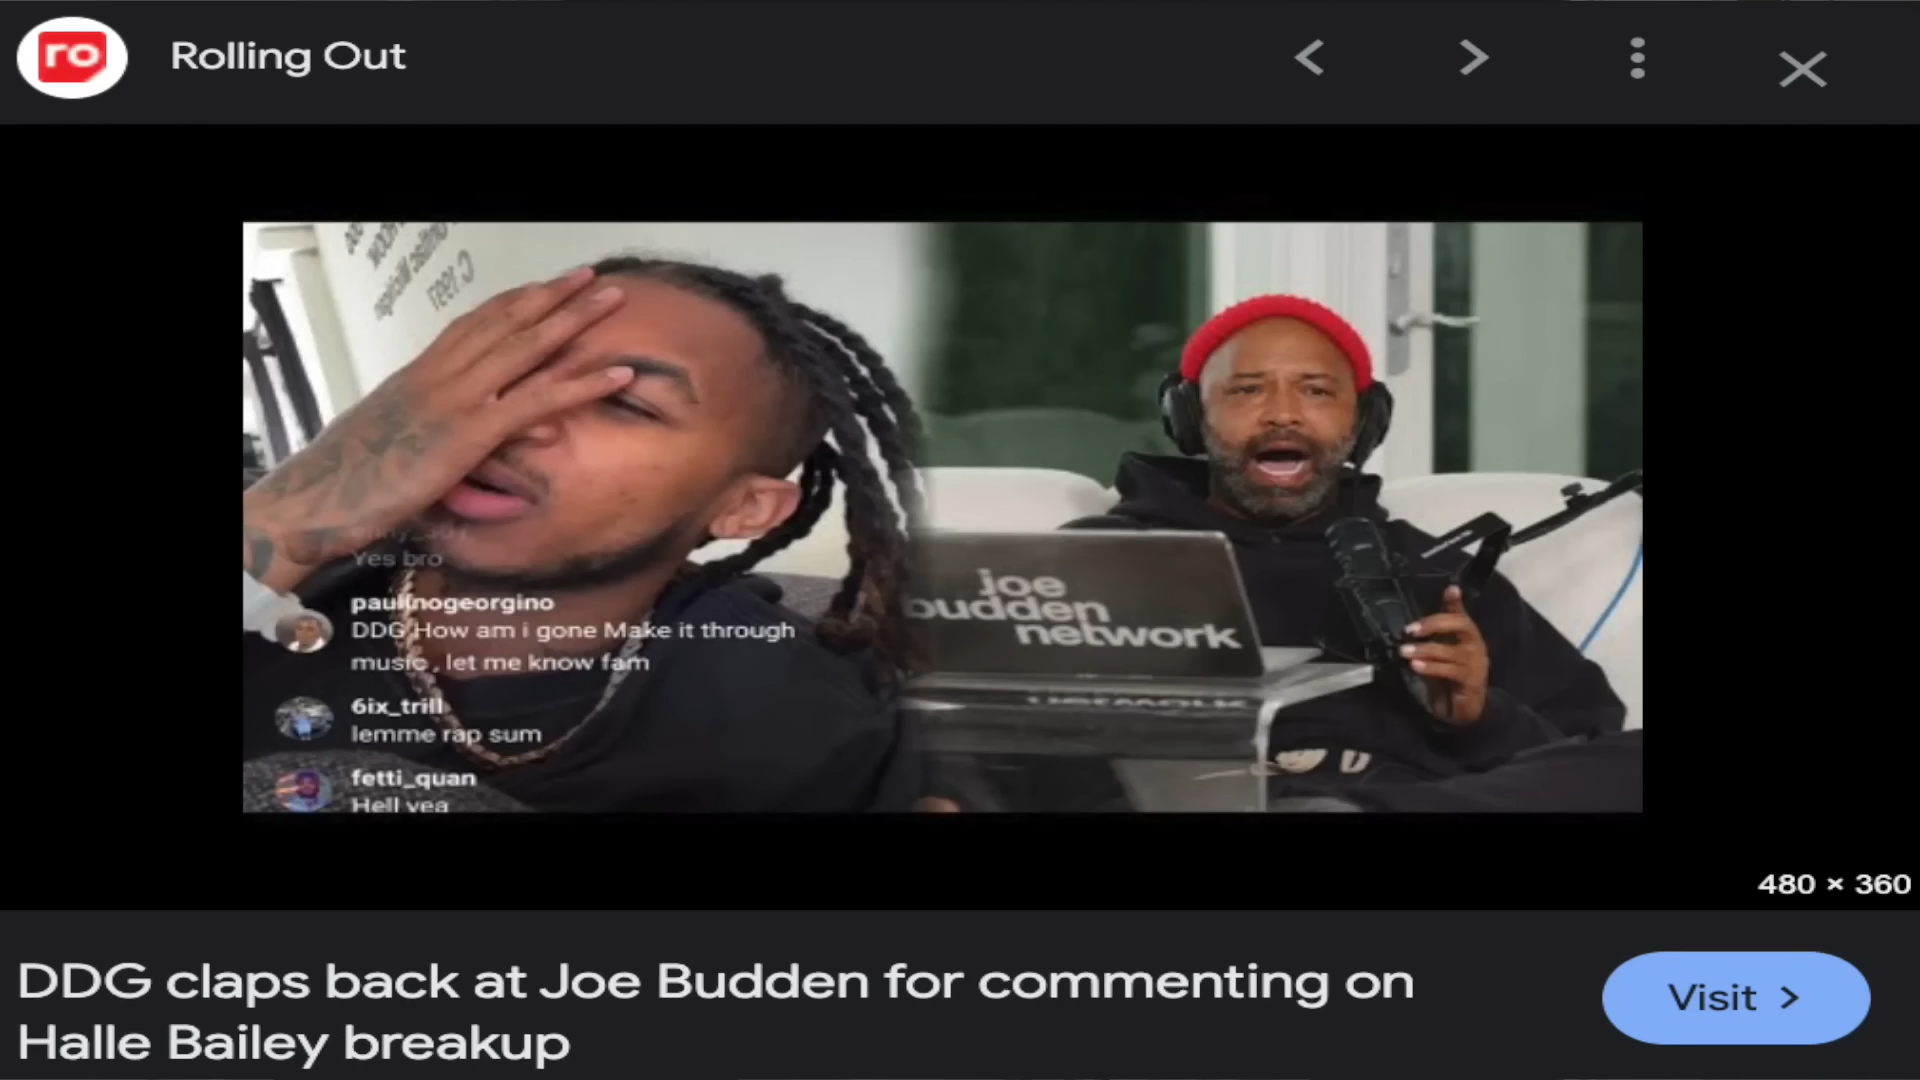 ro
Rolling Out
C.1991
Yes bro
paulinogeorgino
DDG How am i gone Make it through
music , let me know fam
6ix_trill
lemme rap sum
fetti_quan
Hell yea
joe
budden
network
480 × 360
DDG claps back at Joe Budden for commenting on
Halle Bailey breakup
Visit >